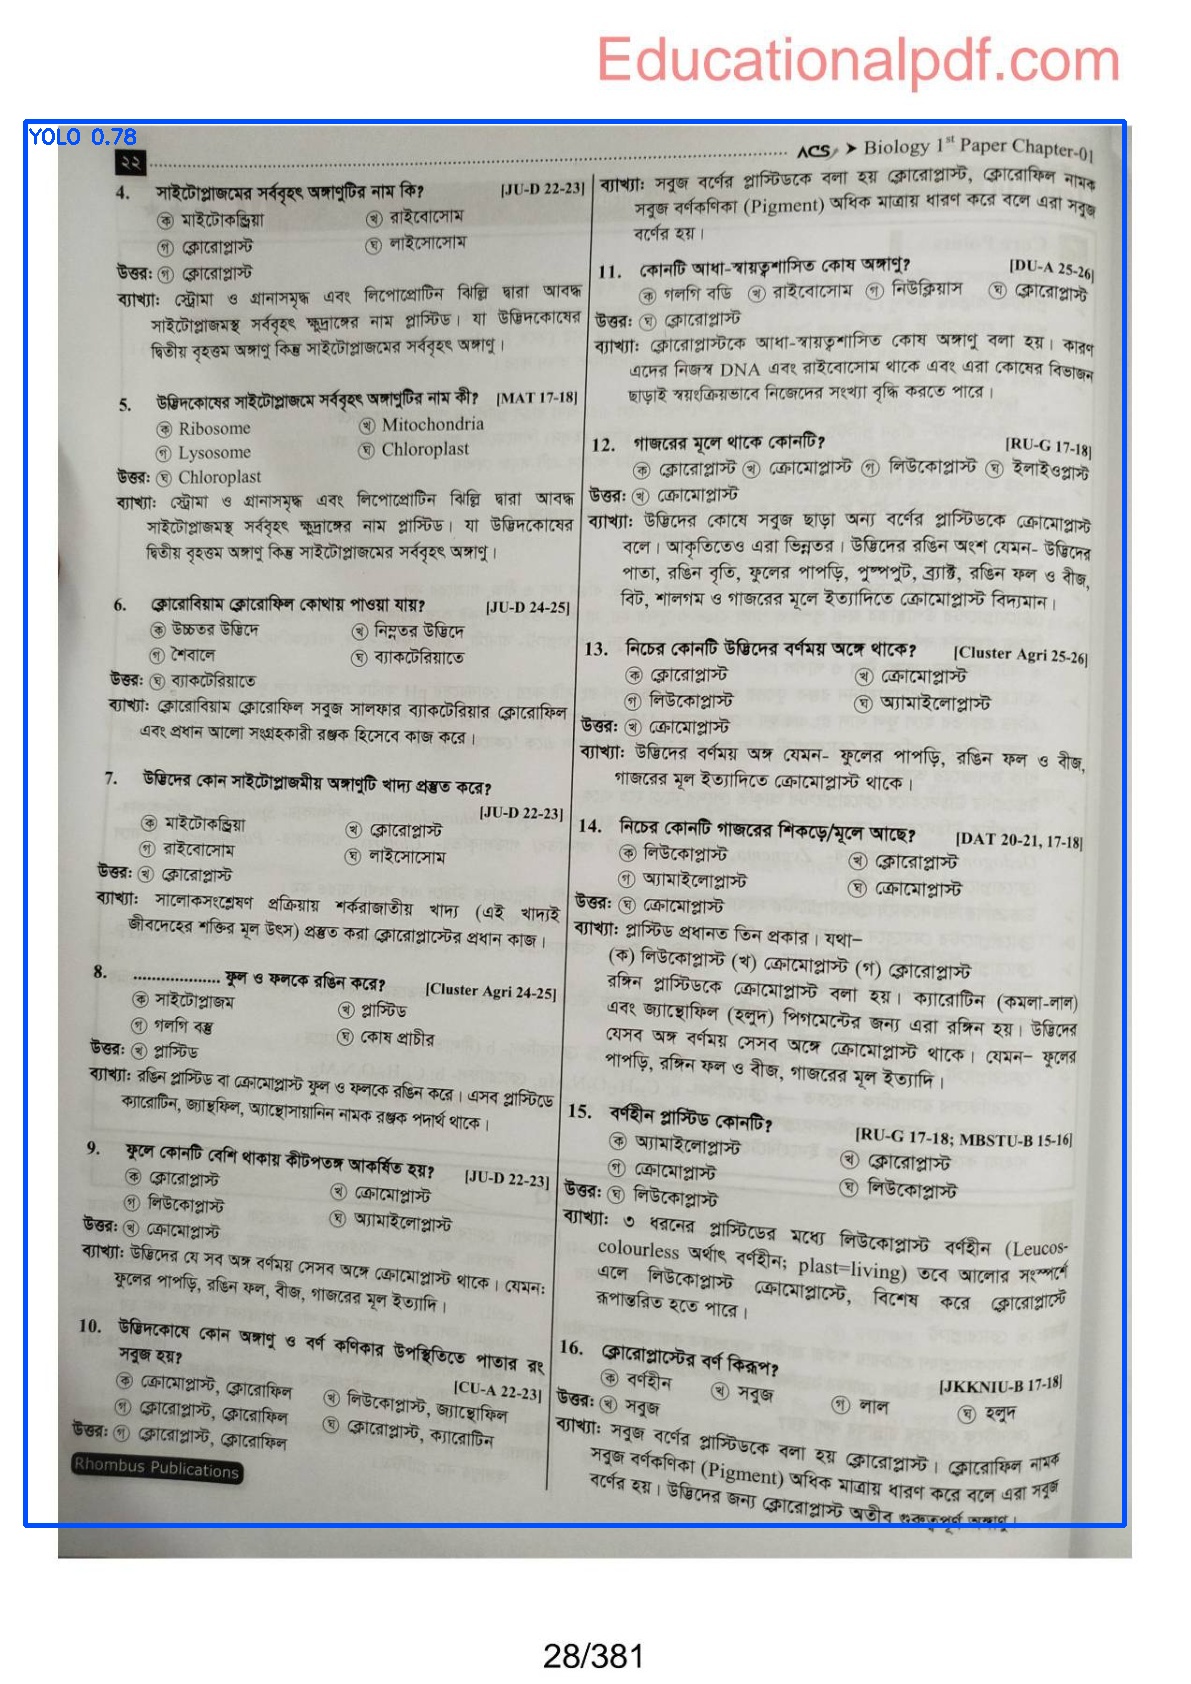 Educationalpdf.com
YOLO 0.78
২২ ACS > Biology 1st Paper Chapter-01
4. সাইটোপ্লাজমের সর্ববৃহৎ অঙ্গাণুটির নাম কি? [JU-D 22-23]
ক মাইটোকন্ড্রিয়া খ রাইবোসোম
গ ক্লোরোপ্লাস্ট ঘ লাইসোসোম
উত্তর: গ ক্লোরোপ্লাস্ট
ব্যাখ্যা: স্ট্রোমা ও গ্রানাসমৃদ্ধ এবং লিপোপ্রোটিন ঝিল্লি দ্বারা আবদ্ধ
সাইটোপ্লাজমস্থ সর্ববৃহৎ ক্ষুদ্রাঙ্গের নাম প্লাস্টিড। যা উদ্ভিদকোষের
দ্বিতীয় বৃহত্তম অঙ্গাণু কিন্তু সাইটোপ্লাজমের সর্ববৃহৎ অঙ্গাণু।
5. উদ্ভিদকোষের সাইটোপ্লাজমে সর্ববৃহৎ অঙ্গাণুটির নাম কী? [MAT 17-18]
ক Ribosome খ Mitochondria
গ Lysosome ঘ Chloroplast
উত্তর: ঘ Chloroplast
ব্যাখ্যা: স্ট্রোমা ও গ্রানাসমৃদ্ধ এবং লিপোপ্রোটিন ঝিল্লি দ্বারা আবদ্ধ
সাইটোপ্লাজমস্থ সর্ববৃহৎ ক্ষুদ্রাঙ্গের নাম প্লাস্টিড। যা উদ্ভিদকোষের
দ্বিতীয় বৃহত্তম অঙ্গাণু কিন্তু সাইটোপ্লাজমের সর্ববৃহৎ অঙ্গাণু।
6. ক্লোরোবিয়াম ক্লোরোফিল কোথায় পাওয়া যায়? [JU-D 24-25]
ক উচ্চতর উদ্ভিদে খ নিম্নতর উদ্ভিদে
গ শৈবালে ঘ ব্যাকটেরিয়াতে
উত্তর: ঘ ব্যাকটেরিয়াতে
ব্যাখ্যা: ক্লোরোবিয়াম ক্লোরোফিল সবুজ সালফার ব্যাকটেরিয়ার ক্লোরোফিল
এবং প্রধান আলো সংগ্রহকারী রঞ্জক হিসেবে কাজ করে।
7. উদ্ভিদের কোন সাইটোপ্লাজমীয় অঙ্গাণুটি খাদ্য প্রস্তুত করে?
[JU-D 22-23]
ক মাইটোকন্ড্রিয়া খ ক্লোরোপ্লাস্ট
গ রাইবোসোম ঘ লাইসোসোম
উত্তর: খ ক্লোরোপ্লাস্ট
ব্যাখ্যা: সালোকসংশ্লেষণ প্রক্রিয়ায় শর্করাজাতীয় খাদ্য (এই খাদ্যই
জীবদেহের শক্তির মূল উৎস) প্রস্তুত করা ক্লোরোপ্লাস্টের প্রধান কাজ।
8. ................... ফুল ও ফলকে রঙিন করে? [Cluster Agri 24-25]
ক সাইটোপ্লাজম খ প্লাস্টিড
গ গলগি বস্তু ঘ কোষ প্রাচীর
উত্তর: খ প্লাস্টিড
ব্যাখ্যা: রঙিন প্লাস্টিড বা ক্রোমোপ্লাস্ট ফুল ও ফলকে রঙিন করে। এসব প্লাস্টিডে
ক্যারোটিন, জ্যান্থফিল, অ্যান্থোসায়ানিন নামক রঞ্জক পদার্থ থাকে।
9. ফুলে কোনটি বেশি থাকায় কীটপতঙ্গ আকর্ষিত হয়? [JU-D 22-23]
ক ক্লোরোপ্লাস্ট খ ক্রোমোপ্লাস্ট
গ লিউকোপ্লাস্ট ঘ অ্যামাইলোপ্লাস্ট
উত্তর: খ ক্রোমোপ্লাস্ট
ব্যাখ্যা: উদ্ভিদের যে সব অঙ্গ বর্ণময় সেসব অঙ্গে ক্রোমোপ্লাস্ট থাকে। যেমন:
ফুলের পাপড়ি, রঙিন ফল, বীজ, গাজরের মূল ইত্যাদি।
10. উদ্ভিদকোষে কোন অঙ্গাণু ও বর্ণ কণিকার উপস্থিতিতে পাতার রং
সবুজ হয়? [CU-A 22-23]
ক ক্রোমোপ্লাস্ট, ক্লোরোফিল খ লিউকোপ্লাস্ট, জ্যান্থোফিল
গ ক্লোরোপ্লাস্ট, ক্লোরোফিল ঘ ক্লোরোপ্লাস্ট, ক্যারোটিন
উত্তর: গ ক্লোরোপ্লাস্ট, ক্লোরোফিল
Rhombus Publications
ব্যাখ্যা: সবুজ বর্ণের প্লাস্টিডকে বলা হয় ক্লোরোপ্লাস্ট, ক্লোরোফিল নামক
সবুজ বর্ণকণিকা (Pigment) অধিক মাত্রায় ধারণ করে বলে এরা সবুজ
বর্ণের হয়।
11. কোনটি আধা-স্বায়ত্বশাসিত কোষ অঙ্গাণু? [DU-A 25-26]
ক গলগি বডি খ রাইবোসোম গ নিউক্লিয়াস ঘ ক্লোরোপ্লাস্ট
উত্তর: ঘ ক্লোরোপ্লাস্ট
ব্যাখ্যা: ক্লোরোপ্লাস্টকে আধা-স্বায়ত্বশাসিত কোষ অঙ্গাণু বলা হয়। কারণ
এদের নিজস্ব DNA এবং রাইবোসোম থাকে এবং এরা কোষের বিভাজন
ছাড়াই স্বয়ংক্রিয়ভাবে নিজেদের সংখ্যা বৃদ্ধি করতে পারে।
12. গাজরের মূলে থাকে কোনটি? [RU-G 17-18]
ক ক্লোরোপ্লাস্ট খ ক্রোমোপ্লাস্ট গ লিউকোপ্লাস্ট ঘ ইলাইওপ্লাস্ট
উত্তর: খ ক্রোমোপ্লাস্ট
ব্যাখ্যা: উদ্ভিদের কোষে সবুজ ছাড়া অন্য বর্ণের প্লাস্টিডকে ক্রোমোপ্লাস্ট
বলে। আকৃতিতেও এরা ভিন্নতর। উদ্ভিদের রঙিন অংশ যেমন- উদ্ভিদের
পাতা, রঙিন বৃতি, ফুলের পাপড়ি, পুষ্পপুট, ব্র্যাক্ট, রঙিন ফল ও বীজ,
বিট, শালগম ও গাজরের মূলে ইত্যাদিতে ক্রোমোপ্লাস্ট বিদ্যমান।
13. নিচের কোনটি উদ্ভিদের বর্ণময় অঙ্গে থাকে? [Cluster Agri 25-26]
ক ক্লোরোপ্লাস্ট খ ক্রোমোপ্লাস্ট
গ লিউকোপ্লাস্ট ঘ অ্যামাইলোপ্লাস্ট
উত্তর: খ ক্রোমোপ্লাস্ট
ব্যাখ্যা: উদ্ভিদের বর্ণময় অঙ্গ যেমন- ফুলের পাপড়ি, রঙিন ফল ও বীজ,
গাজরের মূল ইত্যাদিতে ক্রোমোপ্লাস্ট থাকে।
14. নিচের কোনটি গাজরের শিকড়ে/মূলে আছে? [DAT 20-21, 17-18]
ক লিউকোপ্লাস্ট খ ক্লোরোপ্লাস্ট
গ অ্যামাইলোপ্লাস্ট ঘ ক্রোমোপ্লাস্ট
উত্তর: ঘ ক্রোমোপ্লাস্ট
ব্যাখ্যা: প্লাস্টিড প্রধানত তিন প্রকার। যথা–
(ক) লিউকোপ্লাস্ট (খ) ক্রোমোপ্লাস্ট (গ) ক্লোরোপ্লাস্ট
রঙ্গিন প্লাস্টিডকে ক্রোমোপ্লাস্ট বলা হয়। ক্যারোটিন (কমলা-লাল)
এবং জ্যান্থোফিল (হলুদ) পিগমেন্টের জন্য এরা রঙ্গিন হয়। উদ্ভিদের
যেসব অঙ্গ বর্ণময় সেসব অঙ্গে ক্রোমোপ্লাস্ট থাকে। যেমন– ফুলের
পাপড়ি, রঙ্গিন ফল ও বীজ, গাজরের মূল ইত্যাদি।
15. বর্ণহীন প্লাস্টিড কোনটি? [RU-G 17-18; MBSTU-B 15-16]
ক অ্যামাইলোপ্লাস্ট খ ক্লোরোপ্লাস্ট
গ ক্রোমোপ্লাস্ট ঘ লিউকোপ্লাস্ট
উত্তর: ঘ লিউকোপ্লাস্ট
ব্যাখ্যা: ৩ ধরনের প্লাস্টিডের মধ্যে লিউকোপ্লাস্ট বর্ণহীন (Leucos-
colourless অর্থাৎ বর্ণহীন; plast=living) তবে আলোর সংস্পর্শে
এলে লিউকোপ্লাস্ট ক্রোমোপ্লাস্টে, বিশেষ করে ক্লোরোপ্লাস্টে
রূপান্তরিত হতে পারে।
16. ক্লোরোপ্লাস্টের বর্ণ কিরূপ? [JKKNIU-B 17-18]
ক বর্ণহীন খ সবুজ গ লাল ঘ হলুদ
উত্তর: খ সবুজ
ব্যাখ্যা: সবুজ বর্ণের প্লাস্টিডকে বলা হয় ক্লোরোপ্লাস্ট। ক্লোরোফিল নামক
সবুজ বর্ণকণিকা (Pigment) অধিক মাত্রায় ধারণ করে বলে এরা সবুজ
বর্ণের হয়। উদ্ভিদের জন্য ক্লোরোপ্লাস্ট অতীব গুরুত্বপূর্ণ অঙ্গাণু।
28/381